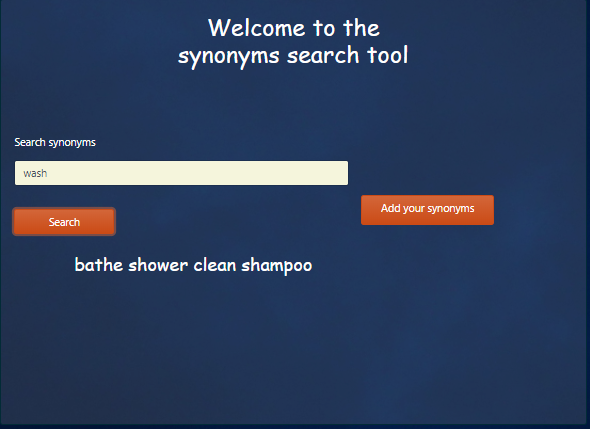 Welcome to the
synonyms search tool
Search synonyms
wash
Add your synonyms
Search
bathe shower clean shampoo